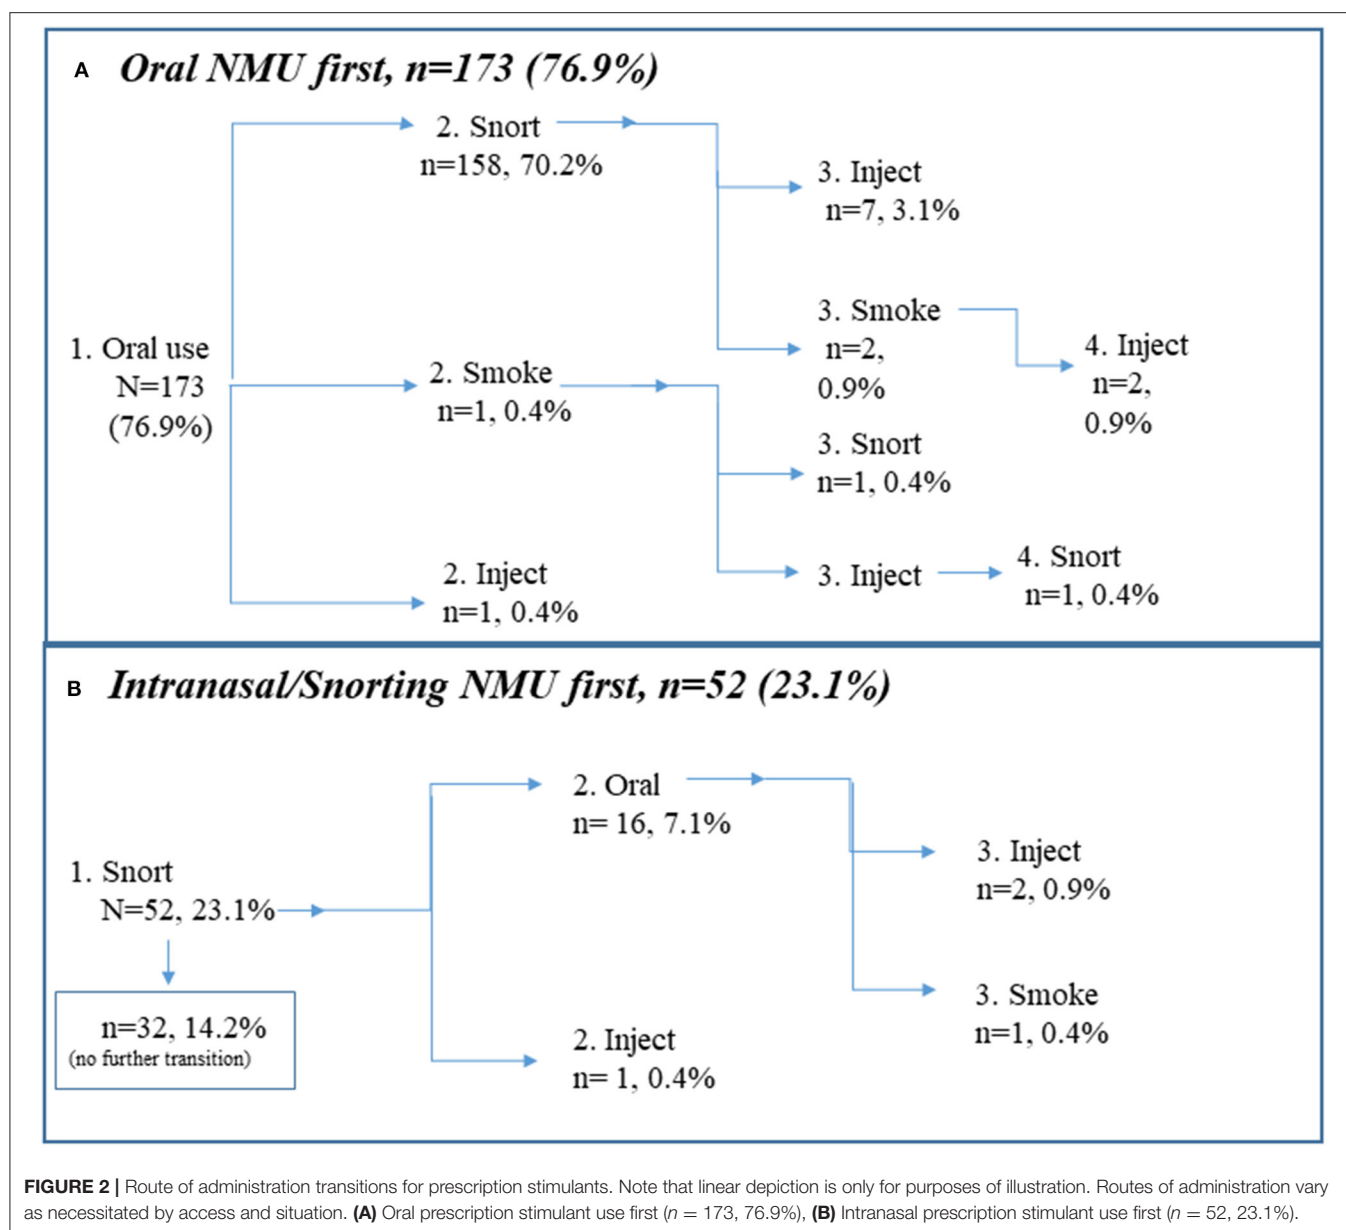 A Oral NMU first, n=173 (76.9%)
2. Snort
n=158, 70.2%
3. Inject
n=7, 3.1%
3. Smoke
n=2,
0.9%
4. Inject
n=2,
0.9%
1. Oral use
N=173
(76.9%)
2. Smoke
n=1, 0.4%
3. Snort
n=1, 0.4%
3. Inject
4. Snort
n=1, 0.4%
2. Inject
n=1, 0.4%
B Intranasal/Snorting NMU first, n=52 (23.1%)
2. Oral
n= 16, 7.1%
3. Inject
n=2, 0.9%
1. Snort
N=52, 23.1%
n=32, 14.2%
(no further transition)
3. Smoke
n=1, 0.4%
2. Inject
n= 1, 0.4%
FIGURE 2 | Route of administration transitions for prescription stimulants. Note that linear depiction is only for purposes of illustration. Routes of administration vary
as necessitated by access and situation. (A) Oral prescription stimulant use first (n = 173, 76.9%), (B) Intranasal prescription stimulant use first (n = 52, 23.1%).